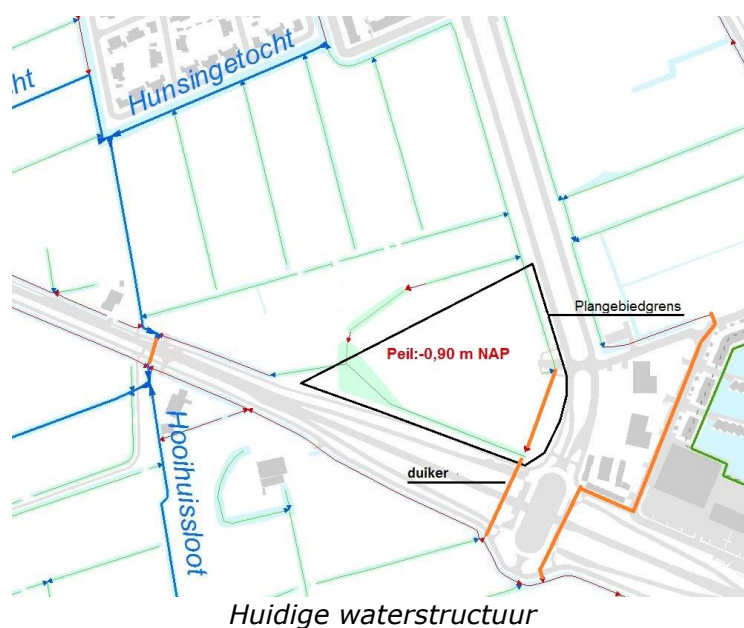 ht
Hunsingetocht
Plangebiedgrens
Peil:-0,90 m NAP
Hooihuissloot
duiker
Huidige waterstructuur